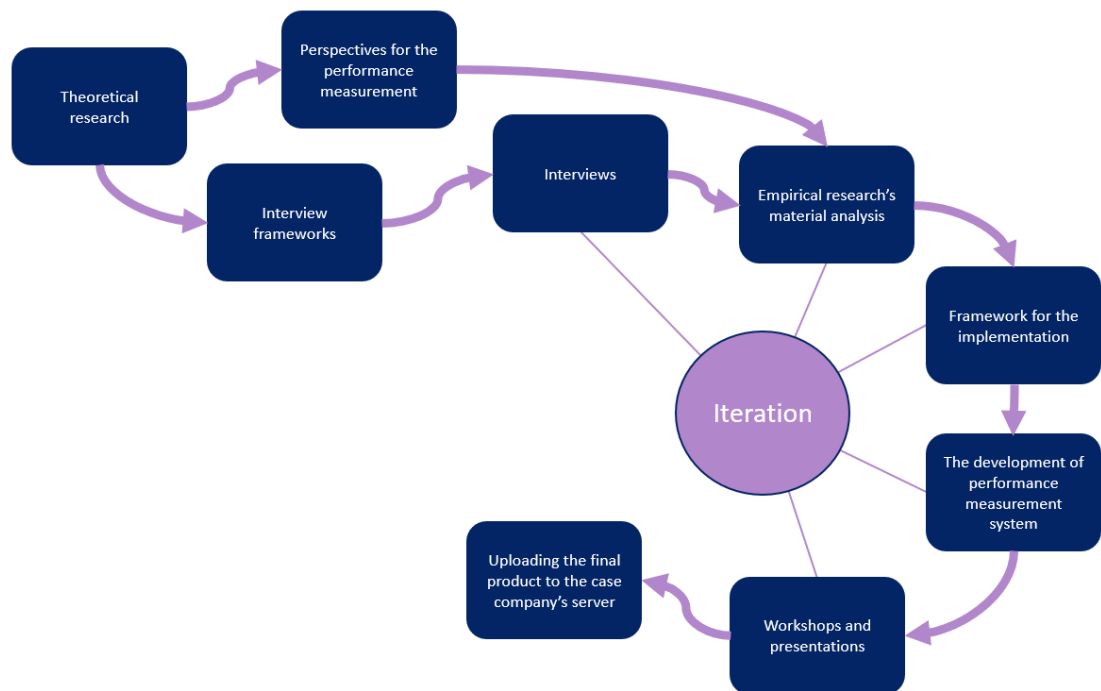 Theoretical
research
Perspectives for the
performance
measurement
Interview
frameworks
Interviews
Empirical research’s
material analysis
Framework for the
implementation
Iteration
The development of
performance
measurement
system
Workshops and
presentations
Uploading the final
product to the case
company’s server